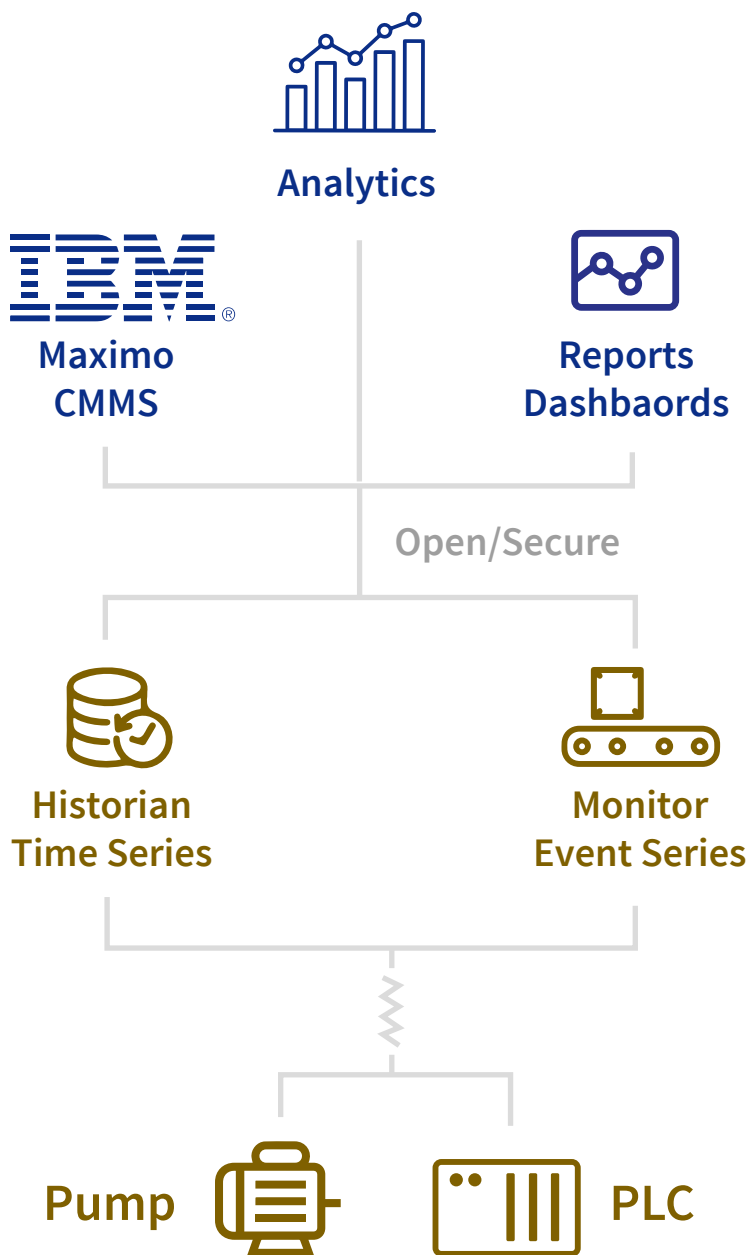 Analytics
IBM®
Maximo
CMMS
Reports
Dashbaords
Open/Secure
Historian
Time Series
Monitor
Event Series
Pump
PLC